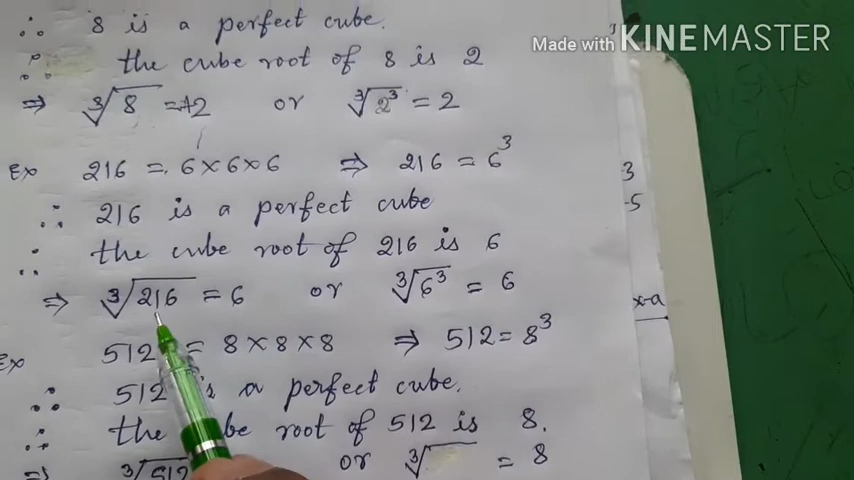 Made with KINEMASTER
∴ 8 is a perfect cube.
∴ the cube root of 8 is 2
⇒ ∛8 = +2 or ∛2³ = 2
Ex 216 = 6 × 6 × 6 ⇒ 216 = 6³
∴ 216 is a perfect cube
∴ the cube root of 216 is 6
⇒ ∛216 = 6 or ∛6³ = 6
Ex 512 = 8 × 8 × 8 ⇒ 512 = 8³
∴ 512 is a perfect cube.
∴ the cube root of 512 is 8.
⇒ ∛512 or ∛ = 8
3
-5
x-a